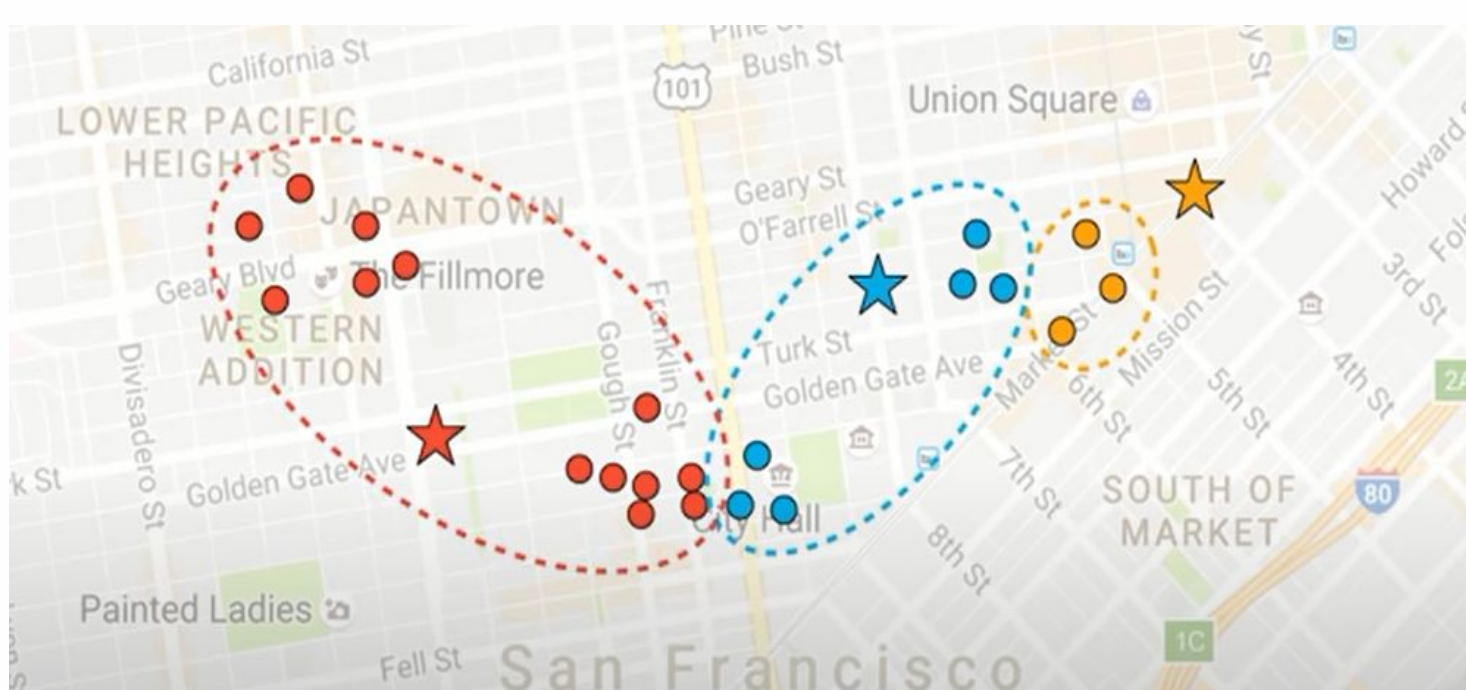 California St
Bush St
101
LOWER PACIFIC
HEIGHTS
Union Square
JAPANTOWN
Geary St
O'Farrell St
Geary Blvd
The Fillmore
WESTERN
ADDITION
Divisadero St
Gough St
Franklin St
Turk St
Golden Gate Ave
Market St
Mission St
Howard
3rd St
4th St
5th St
6th St
7th St
8th St
Golden Gate Ave
k St
City Hall
SOUTH OF
MARKET
80
1C
Painted Ladies
Fell St
San Francisco